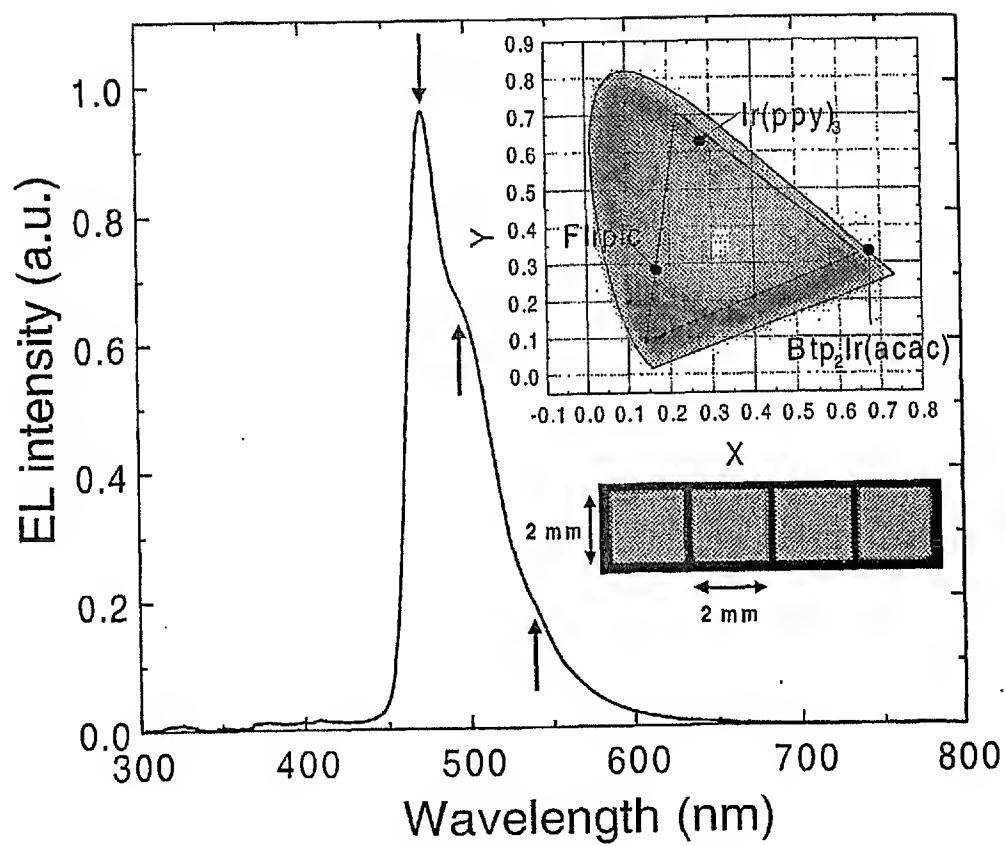 EL intensity (a.u.)
1.0
0.8
0.6
0.4
0.2
0.0
300 400 500 600 700 800
Wavelength (nm)
0.9
0.8
0.7
0.6
0.5
0.4
0.3
0.2
0.1
0.0
Y
-0.1 0.0 0.1 0.2 0.3 0.4 0.5 0.6 0.7 0.8
X
Ir(ppy)₃
FIrpic
Btp₂Ir(acac)
2 mm
2 mm